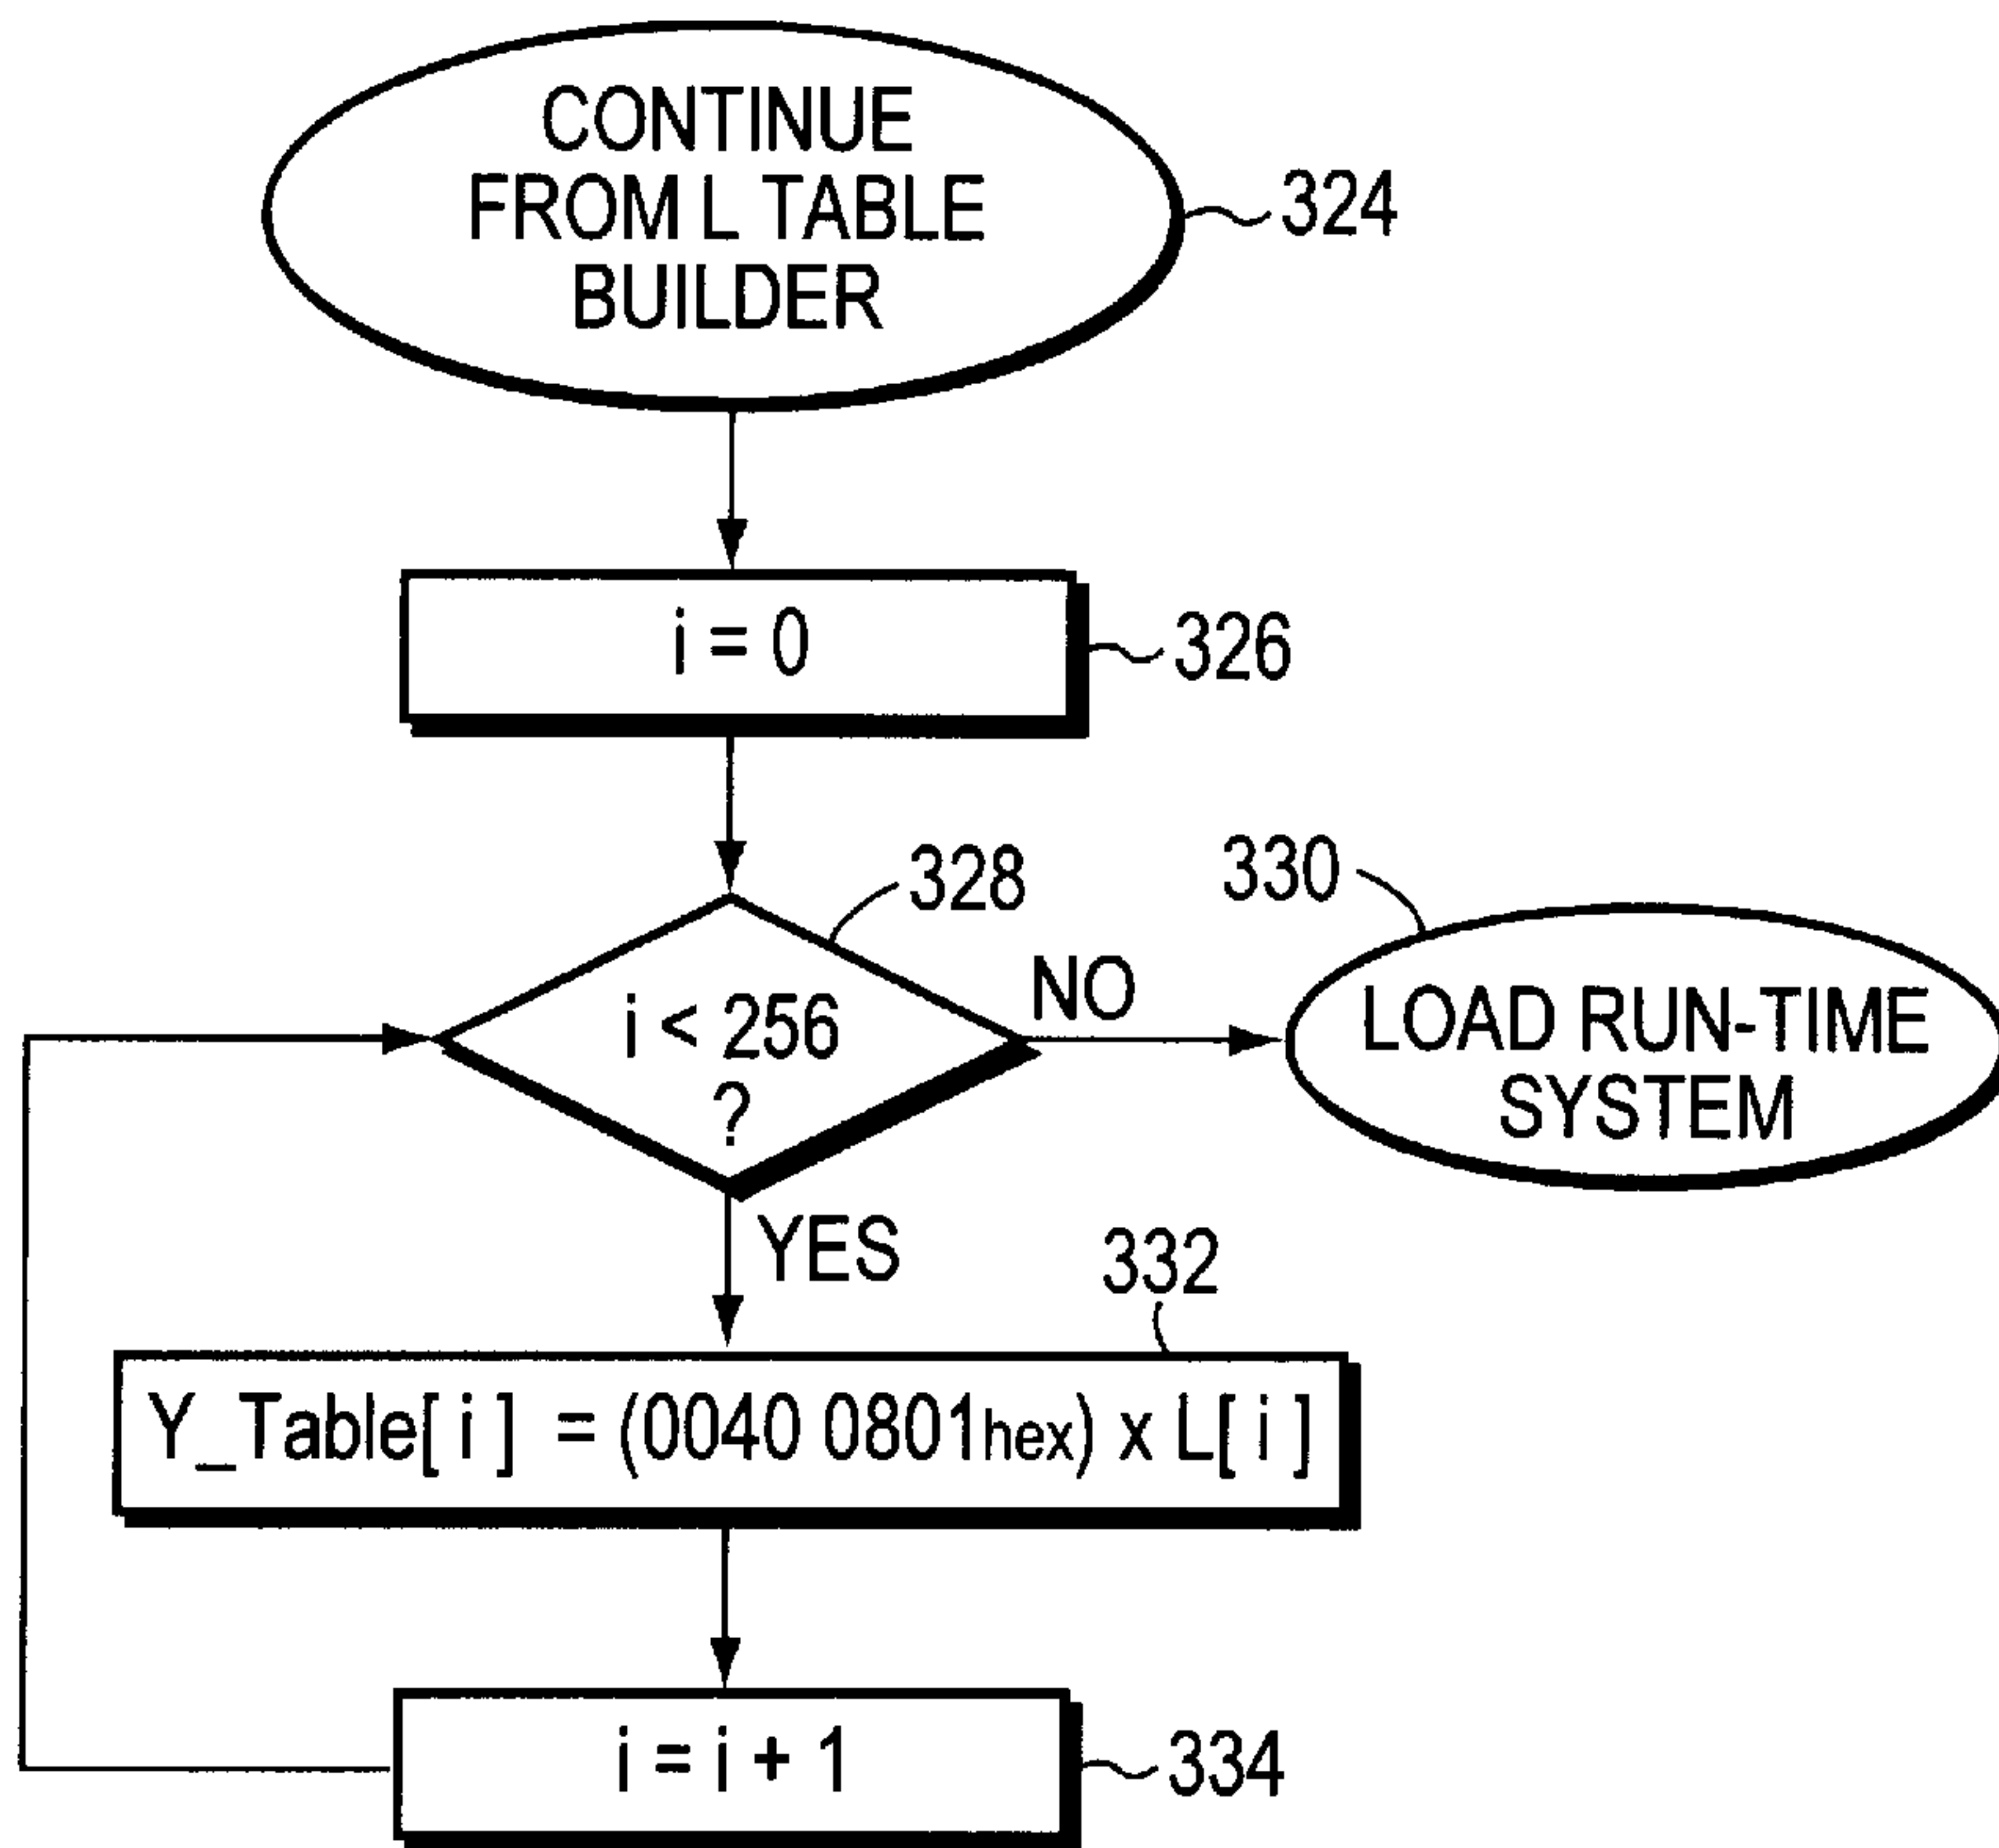 CONTINUE
FROM L TABLE
BUILDER
324
i = 0
326
328
330
i < 256
?
NO
LOAD RUN-TIME
SYSTEM
YES
332
Y_Table[ i ] = (0040 0801hex) x L[ i ]
i = i + 1
334